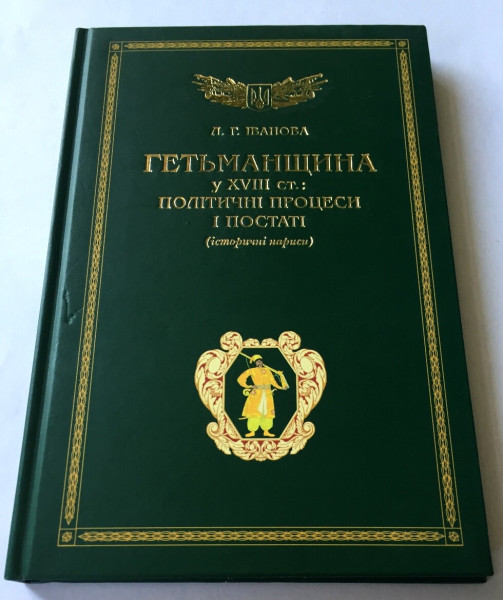 Л. Г. ІВАНОВА
ГЕТЬМАНЩИНА
У XVIII СТ.:
ПОЛІТИЧНІ ПРОЦЕСИ
І ПОСТАТІ
(історичні нариси)